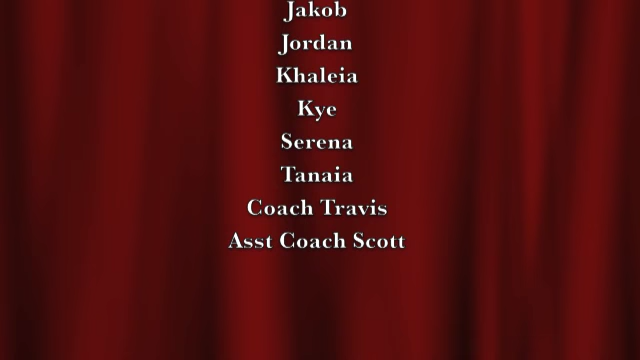 Jakob
Jordan
Khaleia
Kye
Serena
Tanaia
Coach Travis
Asst Coach Scott